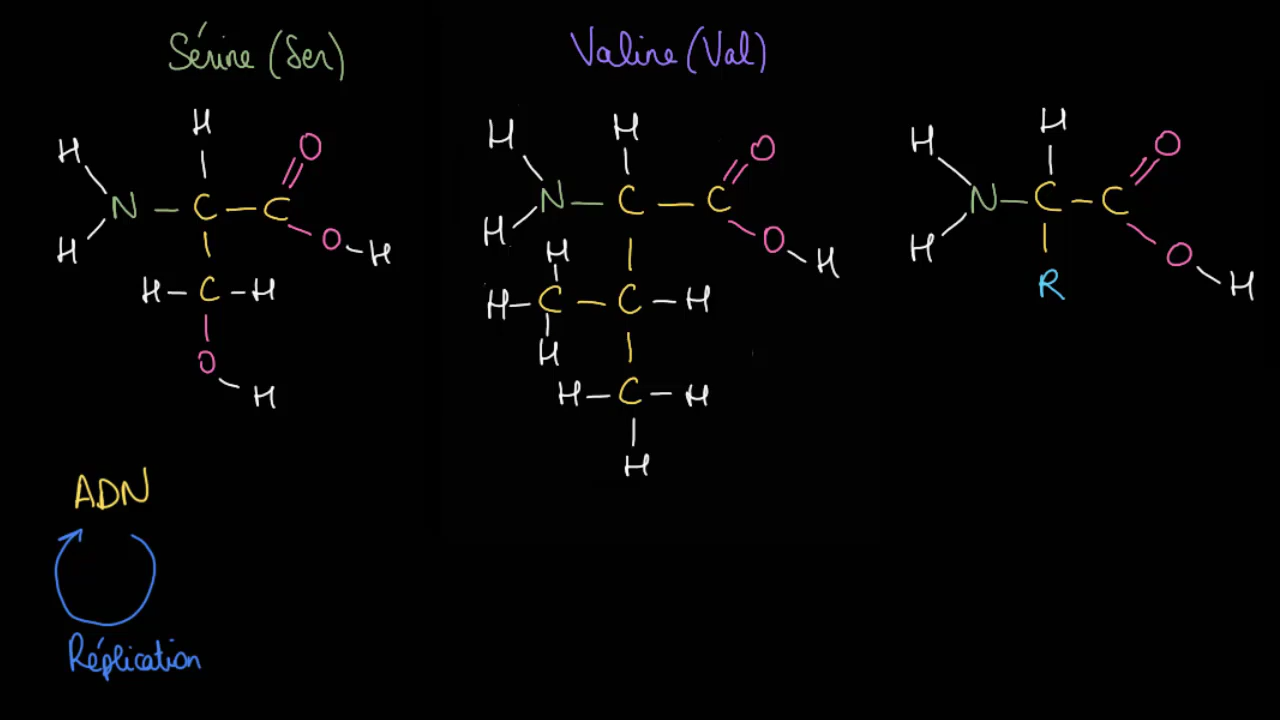 Sérine (Ser)
Valine (Val)
H H O
H N C C O H
H C H
O H
H H O
H N C C O H
H
H C C H
H
H C H
H
H H O
H N C C O H
R
ADN
Réplication